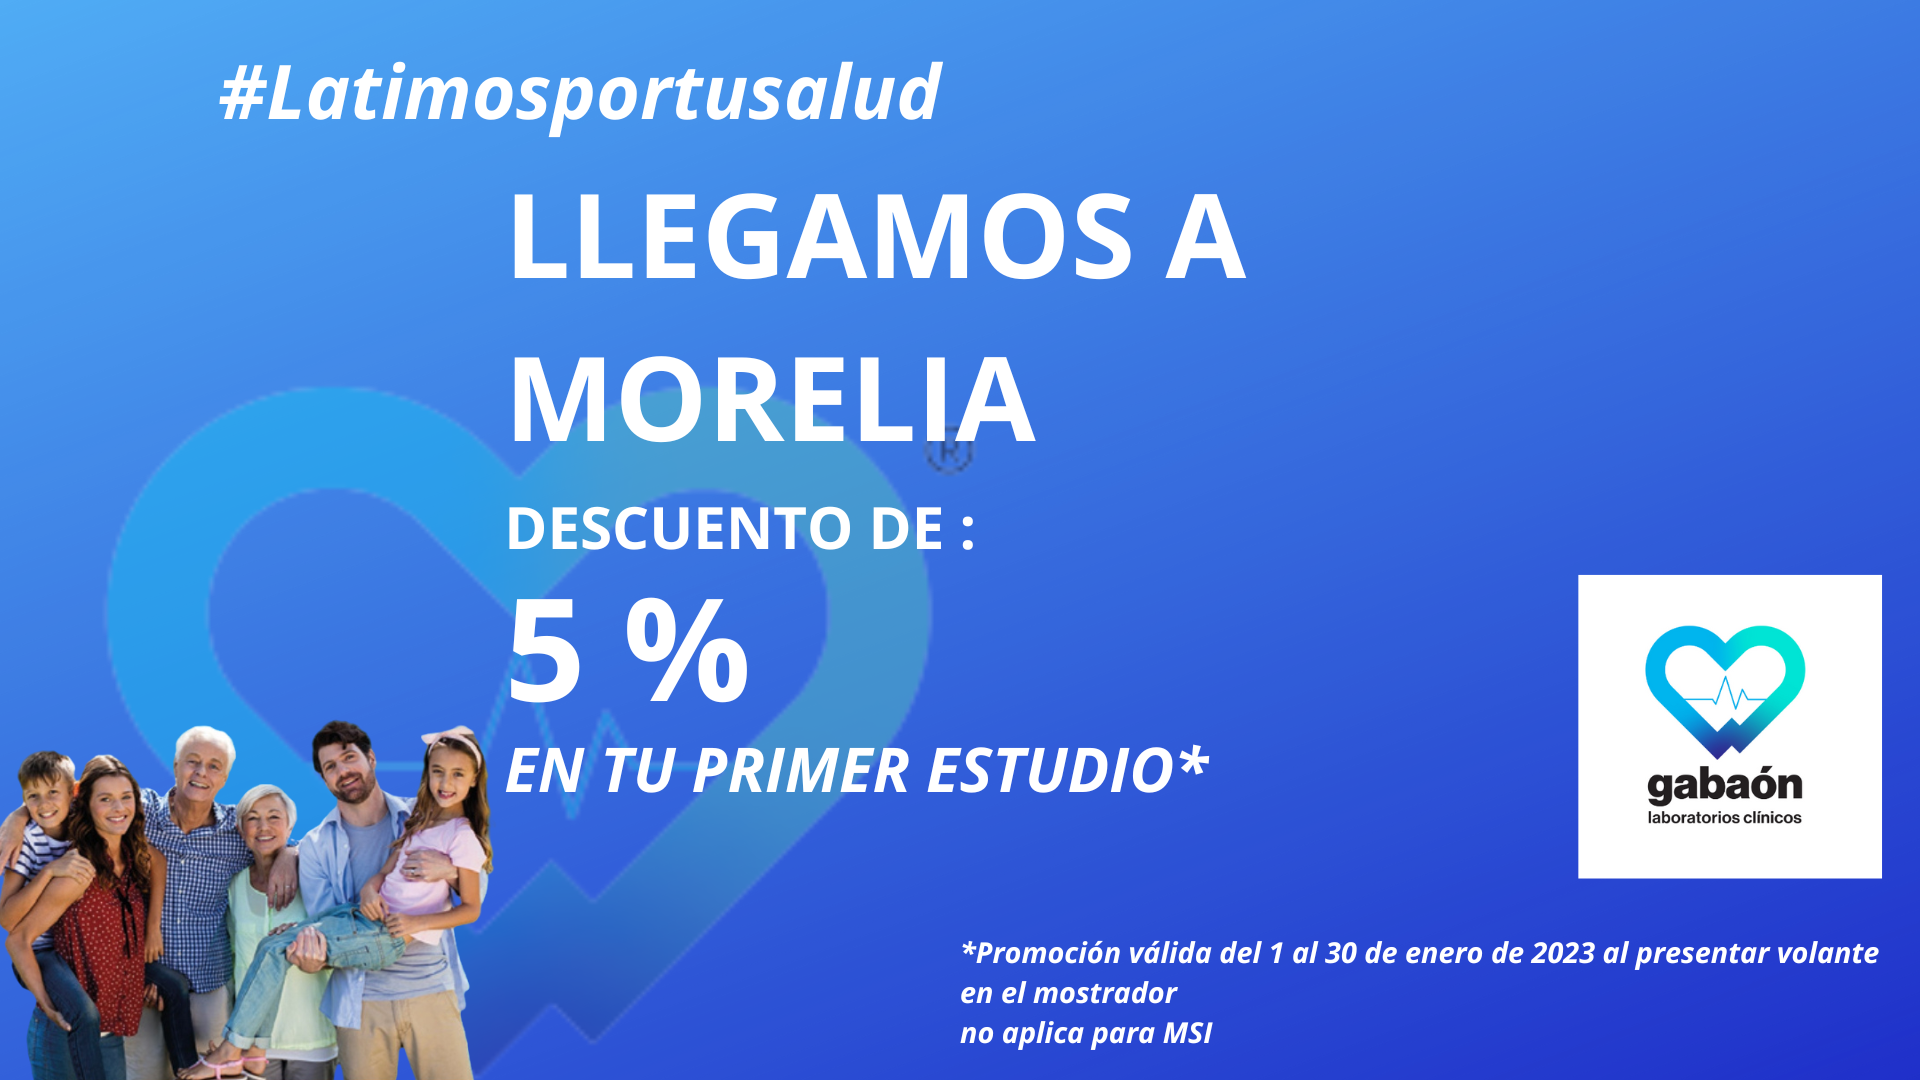 #Latimosportusalud
LLEGAMOS A
MORELIA
®
DESCUENTO DE :
5 %
EN TU PRIMER ESTUDIO*
gabaón
laboratorios clínicos
*Promoción válida del 1 al 30 de enero de 2023 al presentar volante
en el mostrador
no aplica para MSI